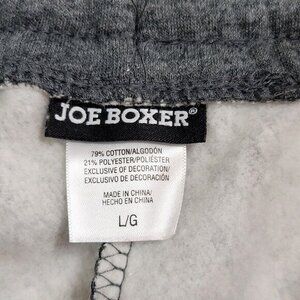 JOE BOXER®
79% COTTON/ALGODÓN
21% POLYESTER/POLIÉSTER
EXCLUSIVE OF DECORATION/
EXCLUSIVO DE DECORACIÓN
MADE IN CHINA/
HECHO EN CHINA
L/G